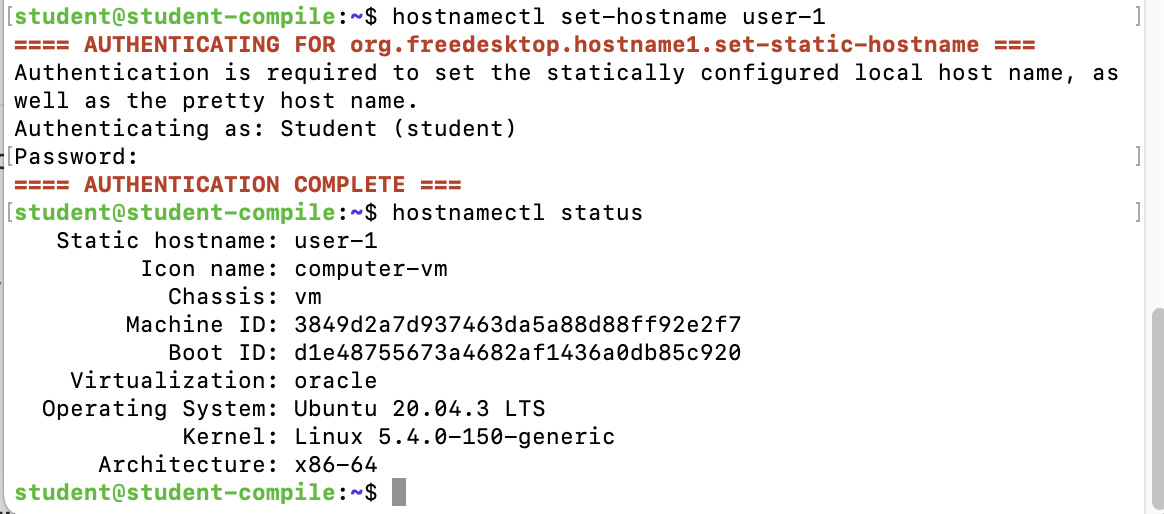 [student@student-compile:~$ hostnamectl set-hostname user-1 ]
==== AUTHENTICATING FOR org.freedesktop.hostname1.set-static-hostname ===
Authentication is required to set the statically configured local host name, as
well as the pretty host name.
Authenticating as: Student (student)
[Password: ]
==== AUTHENTICATION COMPLETE ===
[student@student-compile:~$ hostnamectl status ]
Static hostname: user-1
Icon name: computer-vm
Chassis: vm
Machine ID: 3849d2a7d937463da5a88d88ff92e2f7
Boot ID: d1e48755673a4682af1436a0db85c920
Virtualization: oracle
Operating System: Ubuntu 20.04.3 LTS
Kernel: Linux 5.4.0-150-generic
Architecture: x86-64
student@student-compile:~$